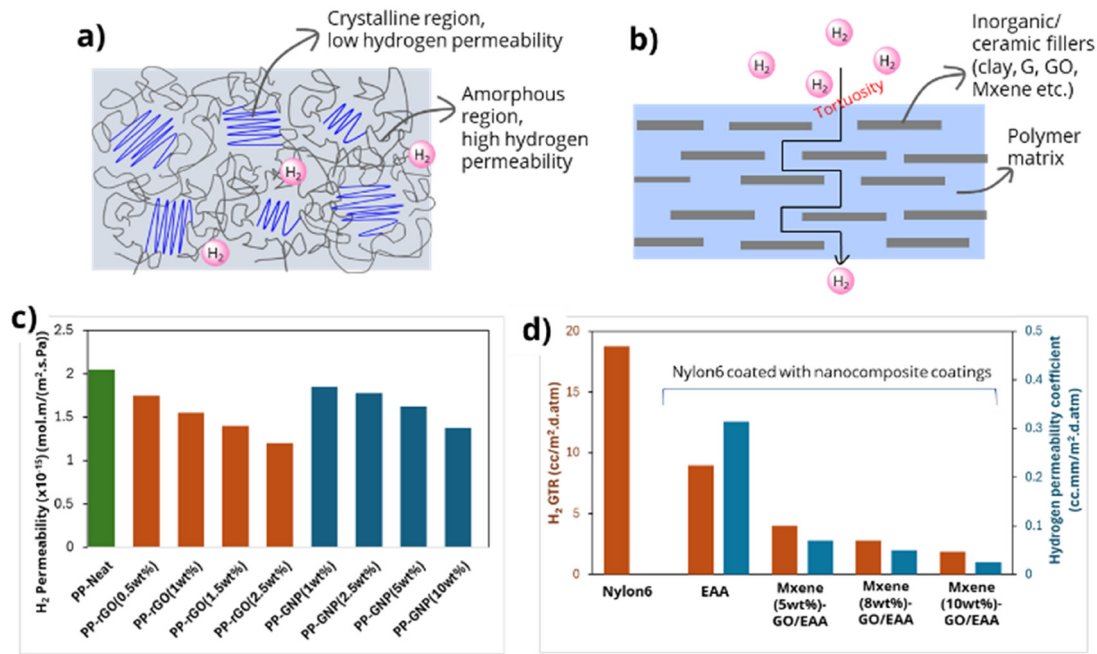 a)
Crystalline region,
low hydrogen permeability
Amorphous
region,
high hydrogen
permeability
H₂
H₂
H₂
b)
H₂
H₂
H₂
H₂
Tortuosity
Inorganic/
ceramic fillers
(clay, G, GO,
Mxene etc.)
Polymer
matrix
H₂
c)
H₂ Permeability (x10⁻¹⁵) (mol.m/(m².s.Pa))
2.5
2
1.5
1
0.5
0
PP-Neat
PP-rGO(0.5wt%)
PP-rGO(1wt%)
PP-rGO(1.5wt%)
PP-rGO(2.5wt%)
PP-GNP(1wt%)
PP-GNP(2.5wt%)
PP-GNP(5wt%)
PP-GNP(10wt%)
d)
H₂ GTR (cc/m².d.atm)
20
15
10
5
0
Nylon6 coated with nanocomposite coatings
0.5
0.4
0.3
0.2
0.1
0
Hydrogen permeability coefficient
(cc.mm/m².d.atm)
Nylon6
EAA
Mxene
(5wt%)-
GO/EAA
Mxene
(8wt%)-
GO/EAA
Mxene
(10wt%)-
GO/EAA